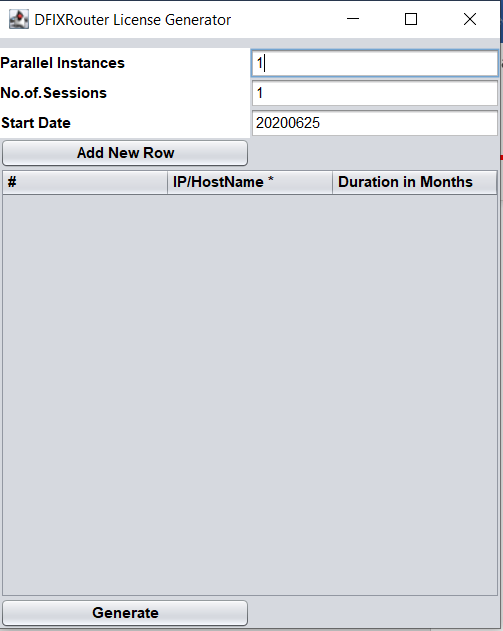 DFIXRouter License Generator
Parallel Instances 1
No.of.Sessions 1
Start Date 20200625
Add New Row
# IP/HostName * Duration in Months
Generate